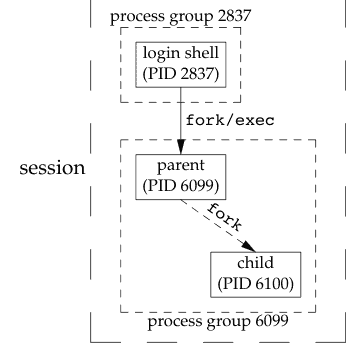 process group 2837
login shell
(PID 2837)
fork/exec
session
parent
(PID 6099)
fork
child
(PID 6100)
process group 6099